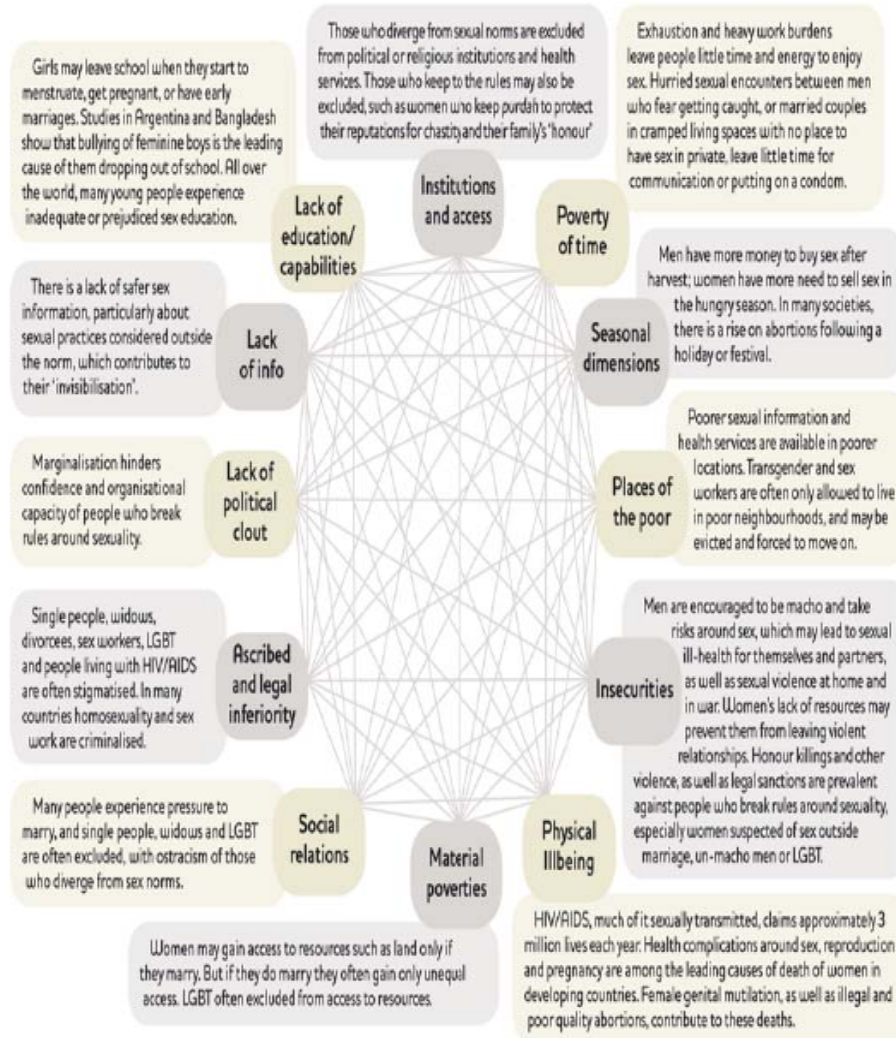 Those who diverge from sexual norms are excluded
from political or religious institutions and health
services. Those who keep to the rules may also be
excluded, such as women who keep purdah to protect
their reputations for chastity and their family's 'honour'
Institutions
and access
Exhaustion and heavy work burdens
leave people little time and energy to enjoy
sex. Hurried sexual encounters between men
who fear getting caught, or married couples
in cramped living spaces with no place to
have sex in private, leave little time for
communication or putting on a condom.
Poverty
of time
Men have more money to buy sex after
harvest; women have more need to sell sex in
the hungry season. In many societies,
there is a rise on abortions following a
holiday or festival.
Seasonal
dimensions
Poorer sexual information and
health services are available in poorer
locations. Transgender and sex
workers are often only allowed to live
in poor neighbourhoods, and may be
evicted and forced to move on.
Places of
the poor
Men are encouraged to be macho and take
risks around sex, which may lead to sexual
ill-health for themselves and partners,
as well as sexual violence at home and
in war. Women's lack of resources may
prevent them from leaving violent
relationships. Honour killings and other
violence, as well as legal sanctions are prevalent
against people who break rules around sexuality,
especially women suspected of sex outside
marriage, un-macho men or LGBT.
Insecurities
Physical
Illbeing
HIV/AIDS, much of it sexually transmitted, claims approximately 3
million lives each year. Health complications around sex, reproduction
and pregnancy are among the leading causes of death of women in
developing countries. Female genital mutilation, as well as illegal and
poor quality abortions, contribute to these deaths.
Material
poverties
Women may gain access to resources such as land only if
they marry. But if they do marry they often gain only unequal
access. LGBT often excluded from access to resources.
Social
relations
Many people experience pressure to
marry, and single people, widows and LGBT
are often excluded, with ostracism of those
who diverge from sex norms.
Ascribed
and legal
inferiority
Single people, widows,
divorcees, sex workers, LGBT
and people living with HIV/AIDS
are often stigmatised. In many
countries homosexuality and sex
work are criminalised.
Lack of
political
clout
Marginalisation hinders
confidence and organisational
capacity of people who break
rules around sexuality.
Lack
of info
There is a lack of safer sex
information, particularly about
sexual practices considered outside
the norm, which contributes to
their 'invisibilisation'.
Lack of
education/
capabilities
Girls may leave school when they start to
menstruate, get pregnant, or have early
marriages. Studies in Argentina and Bangladesh
show that bullying of feminine boys is the leading
cause of them dropping out of school. All over
the world, many young people experience
inadequate or prejudiced sex education.